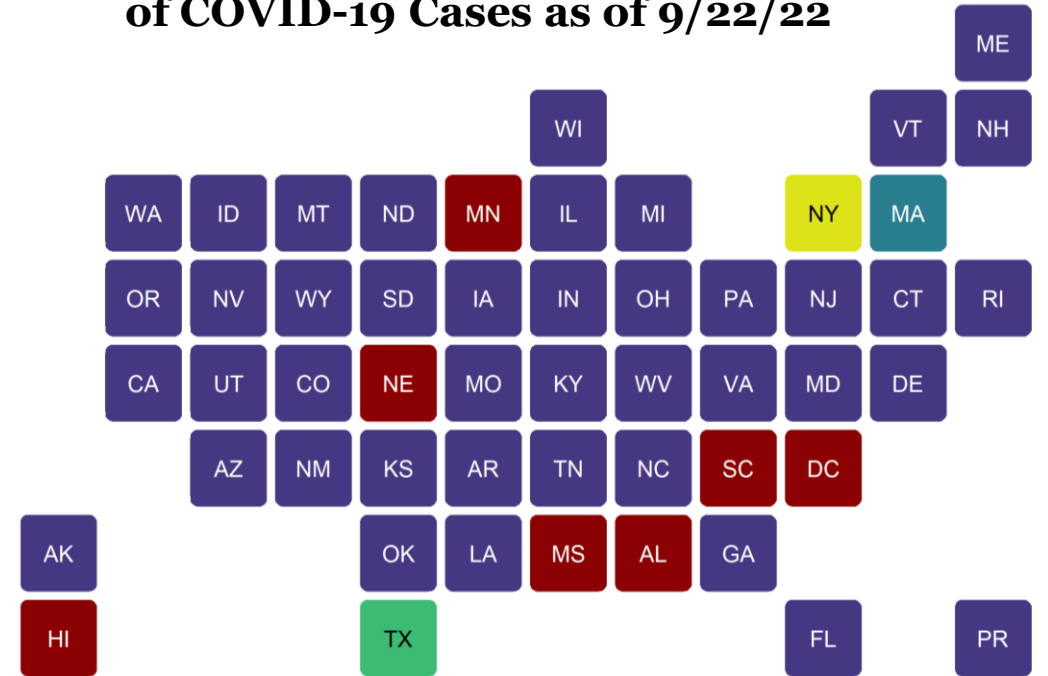 of COVID-19 Cases as of 9/22/22
ME
WI VT NH
WA ID MT ND MN IL MI NY MA
OR NV WY SD IA IN OH PA NJ CT RI
CA UT CO NE MO KY WV VA MD DE
AZ NM KS AR TN NC SC DC
AK OK LA MS AL GA
HI TX FL PR